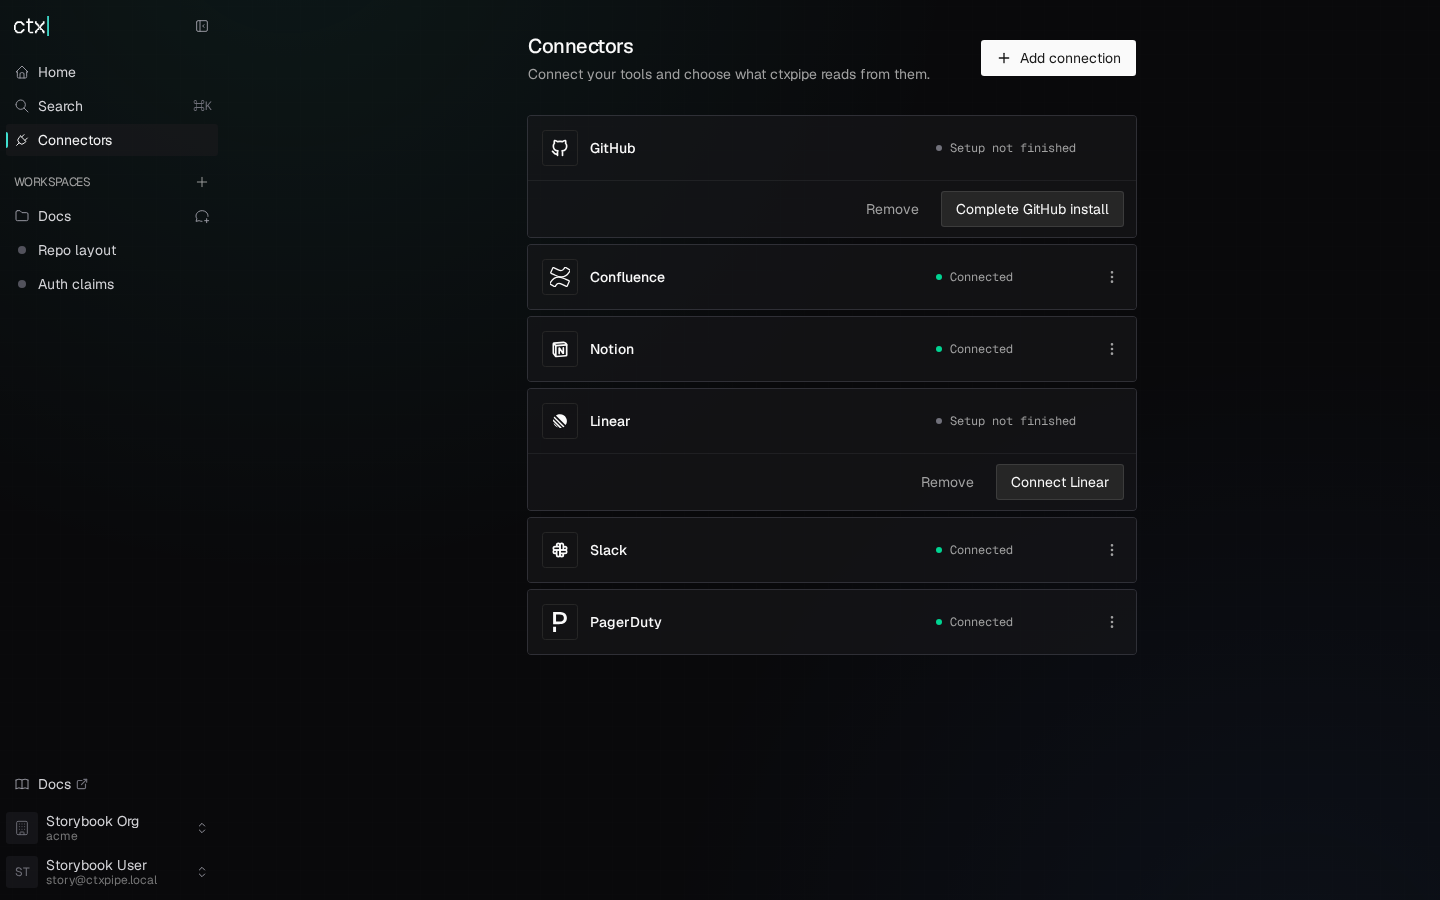 ctx
Home
Search ⌘K
Connectors
WORKSPACES
Docs
Repo layout
Auth claims
Docs
Storybook Org
acme
ST
Storybook User
story@ctxpipe.local
Connectors
Connect your tools and choose what ctxpipe reads from them.
Add connection
GitHub
Setup not finished
Remove
Complete GitHub install
Confluence
Connected
Notion
Connected
Linear
Setup not finished
Remove
Connect Linear
Slack
Connected
PagerDuty
Connected